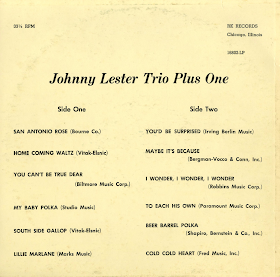 33⅓ RPM
BK RECORDS
Chicago, Illinois
Johnny Lester Trio Plus One
Side One
SAN ANTONIO ROSE (Bourne Co.)
HOME COMING WALTZ (Vitak-Elsnic)
YOU CAN'T BE TRUE DEAR
(Biltmore Music Corp.)
MY BABY POLKA (Studio Music)
SOUTH SIDE GALLOP (Vitak-Elsnic)
LILLIE MARLANE (Marks Music)
Side Two
YOU'D BE SURPRISED (Irving Berlin Music)
MAYBE IT'S BECAUSE
(Bergman-Vocco & Conn, Inc.)
I WONDER, I WONDER, I WONDER
(Robbins Music Corp.)
TO EACH HIS OWN (Paramount Music Corp.)
BEER BARREL POLKA
(Shapiro, Bernstein & Co., Inc.)
COLD COLD HEART (Fred Music, Inc.)